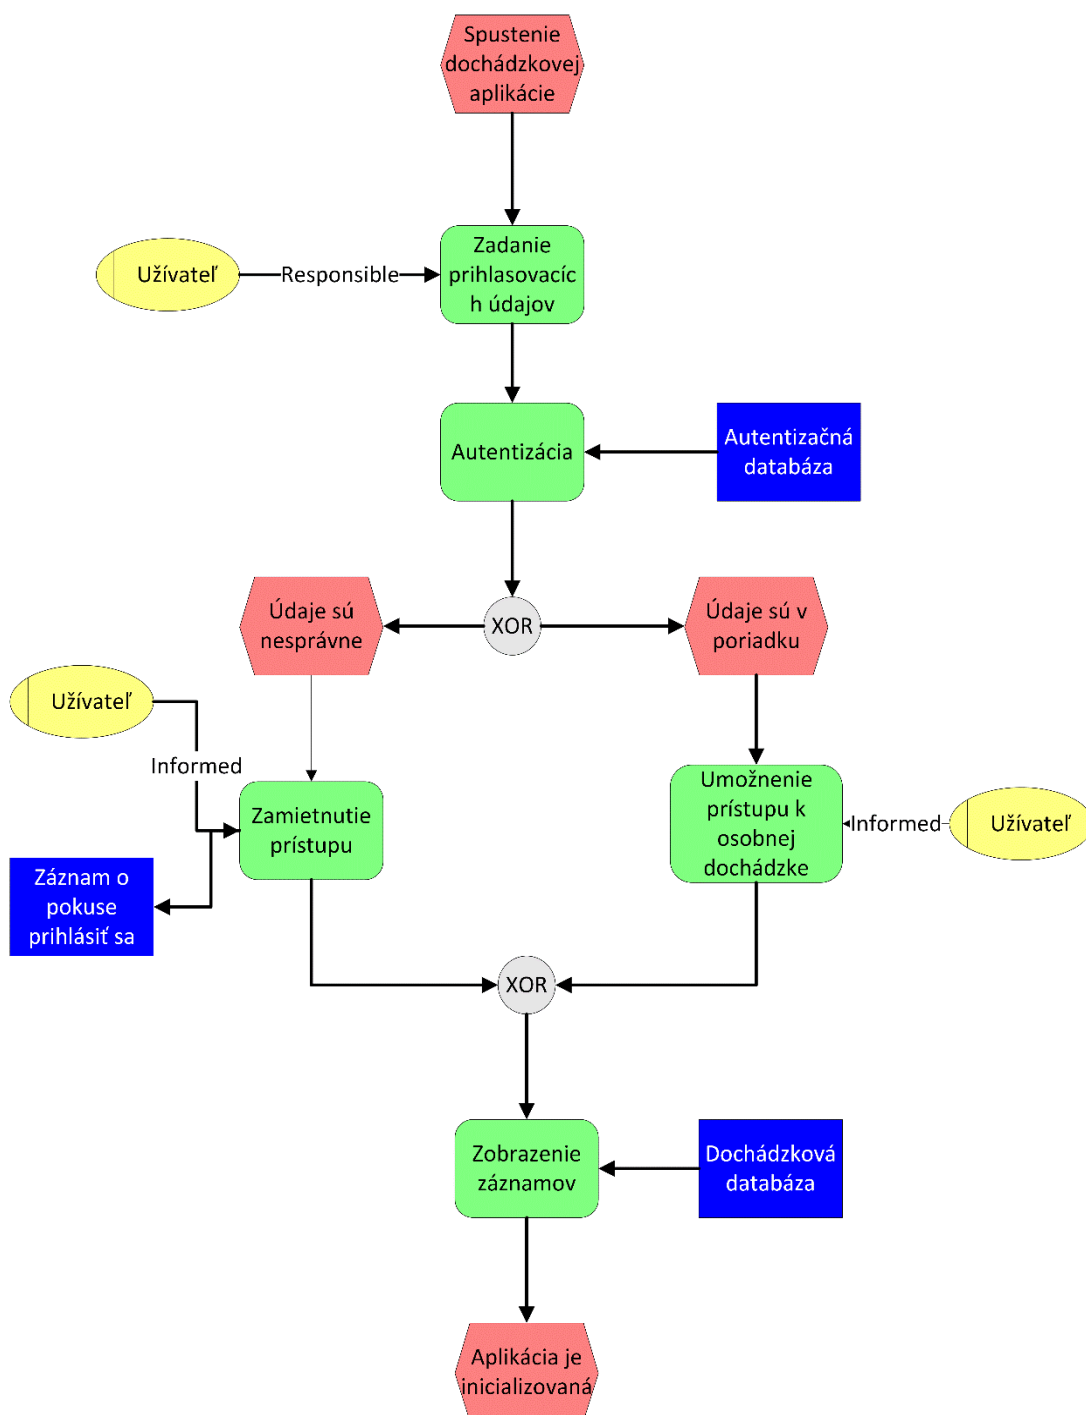 Spustenie
dochádzkovej
aplikácie
Zadanie
prihlasovacíc
h údajov
Užívateľ
Responsible
Autentizácia
Autentizačná
databáza
XOR
Údaje sú
nesprávne
Údaje sú v
poriadku
Užívateľ
Informed
Zamietnutie
prístupu
Umožnenie
prístupu k
osobnej
dochádzke
Informed
Užívateľ
Záznam o
pokuse
prihlásiť sa
XOR
Zobrazenie
záznamov
Dochádzková
databáza
Aplikácia je
inicializovaná